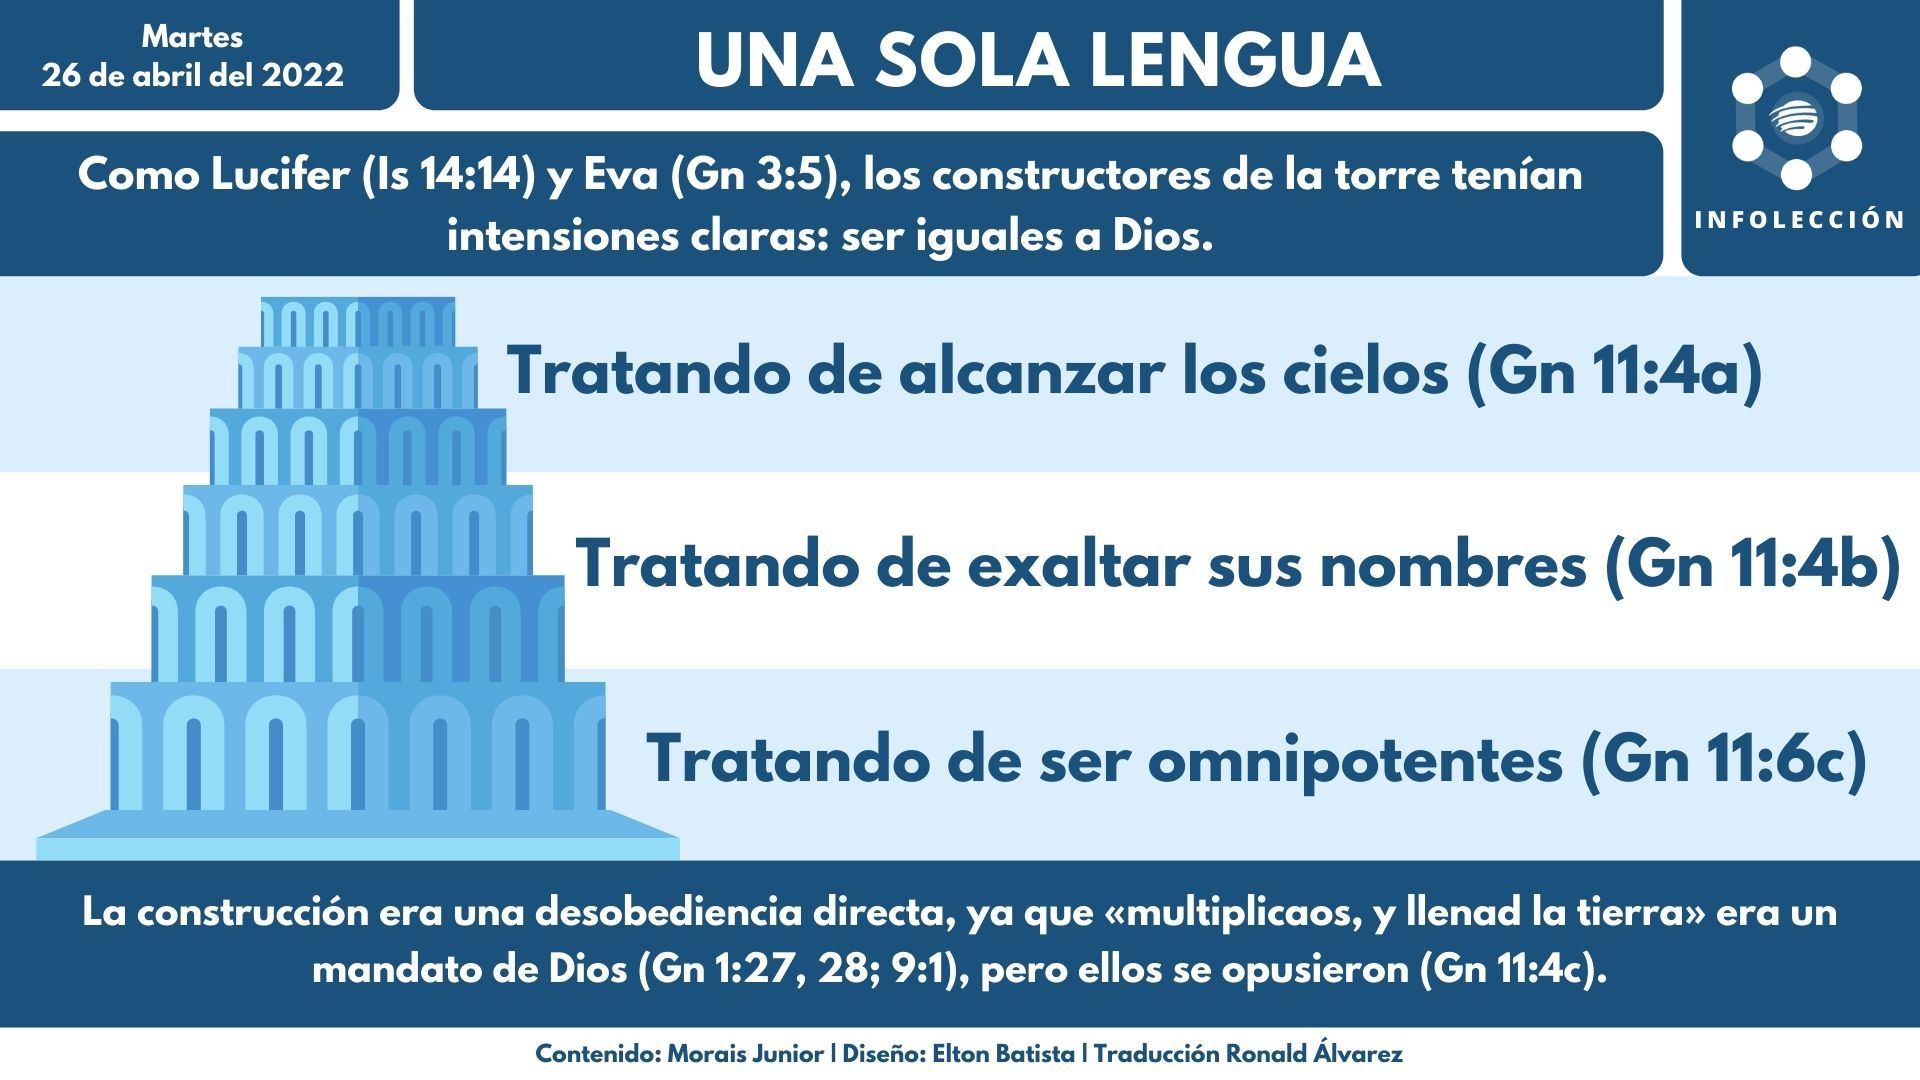 Martes
26 de abril del 2022
UNA SOLA LENGUA
INFOLECCIÓN
Como Lucifer (Is 14:14) y Eva (Gn 3:5), los constructores de la torre tenían
intensiones claras: ser iguales a Dios.
Tratando de alcanzar los cielos (Gn 11:4a)
Tratando de exaltar sus nombres (Gn 11:4b)
Tratando de ser omnipotentes (Gn 11:6c)
La construcción era una desobediencia directa, ya que «multiplicaos, y llenad la tierra» era un
mandato de Dios (Gn 1:27, 28; 9:1), pero ellos se opusieron (Gn 11:4c).
Contenido: Morais Junior | Diseño: Elton Batista | Traducción Ronald Álvarez